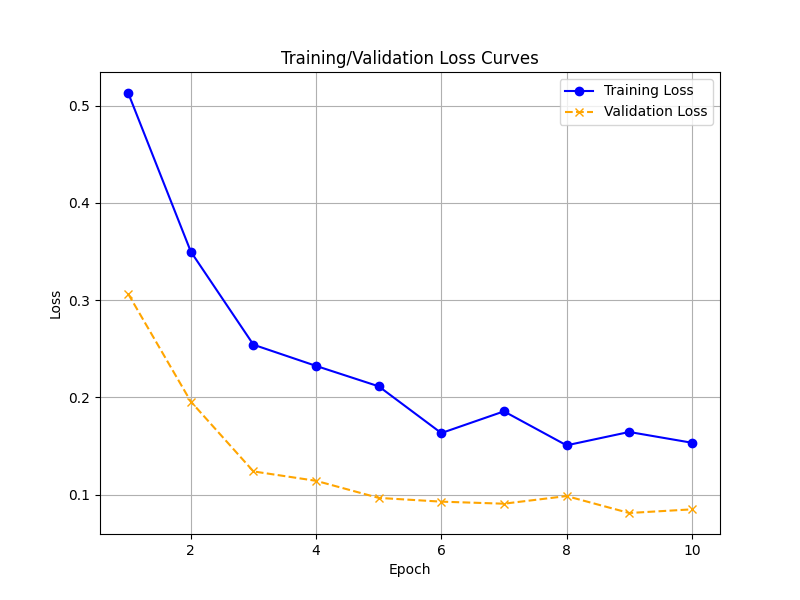 Training/Validation Loss Curves
Training Loss
Validation Loss
0.5
0.4
0.3
0.2
0.1
Loss
2 4 6 8 10
Epoch